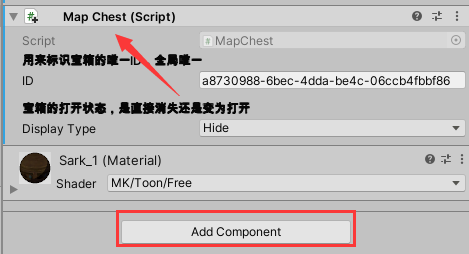 Map Chest (Script)
Script
MapChest
用来标识宝箱的唯一ID，全局唯一
ID
a8730988-6bec-4dda-be4c-06ccb4fbbf86
宝箱的打开状态，是直接消失还是变为打开
Display Type
Hide
Sark_1 (Material)
Shader
MK/Toon/Free
Add Component